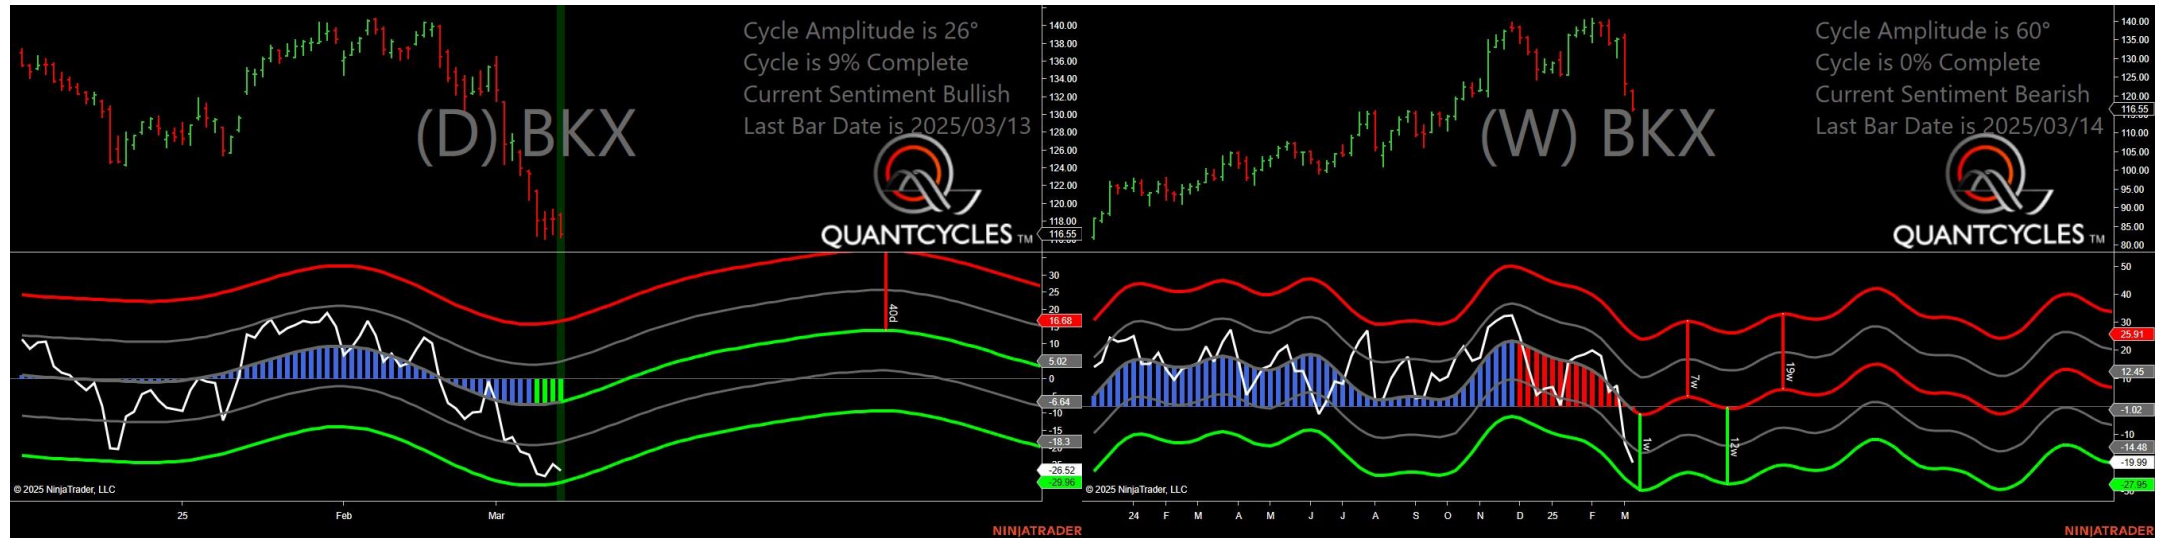 Cycle Amplitude is 26°
Cycle is 9% Complete
Current Sentiment Bullish
Last Bar Date is 2025/03/13
(D) BKX
QUANTCYCLES TM
140.00
138.00
136.00
134.00
132.00
130.00
128.00
126.00
124.00
122.00
120.00
118.00
116.55
30
25
20
16.68
10
5.02
0
-6.64
-10
-15
-18.3
-26.52
-29.96
40d
© 2025 NinjaTrader, LLC
25
Feb
Mar
NINJATRADER
Cycle Amplitude is 60°
Cycle is 0% Complete
Current Sentiment Bearish
Last Bar Date is 2025/03/14
(W) BKX
QUANTCYCLES TM
140.00
135.00
130.00
125.00
120.00
116.55
110.00
105.00
100.00
95.00
90.00
85.00
80.00
50
40
30
25.91
20
12.45
-1.02
-10
-14.48
-19.99
-27.95
1w
7w
12w
19w
© 2025 NinjaTrader, LLC
24
F
M
A
M
J
J
A
S
O
N
D
25
F
M
NINJATRADER